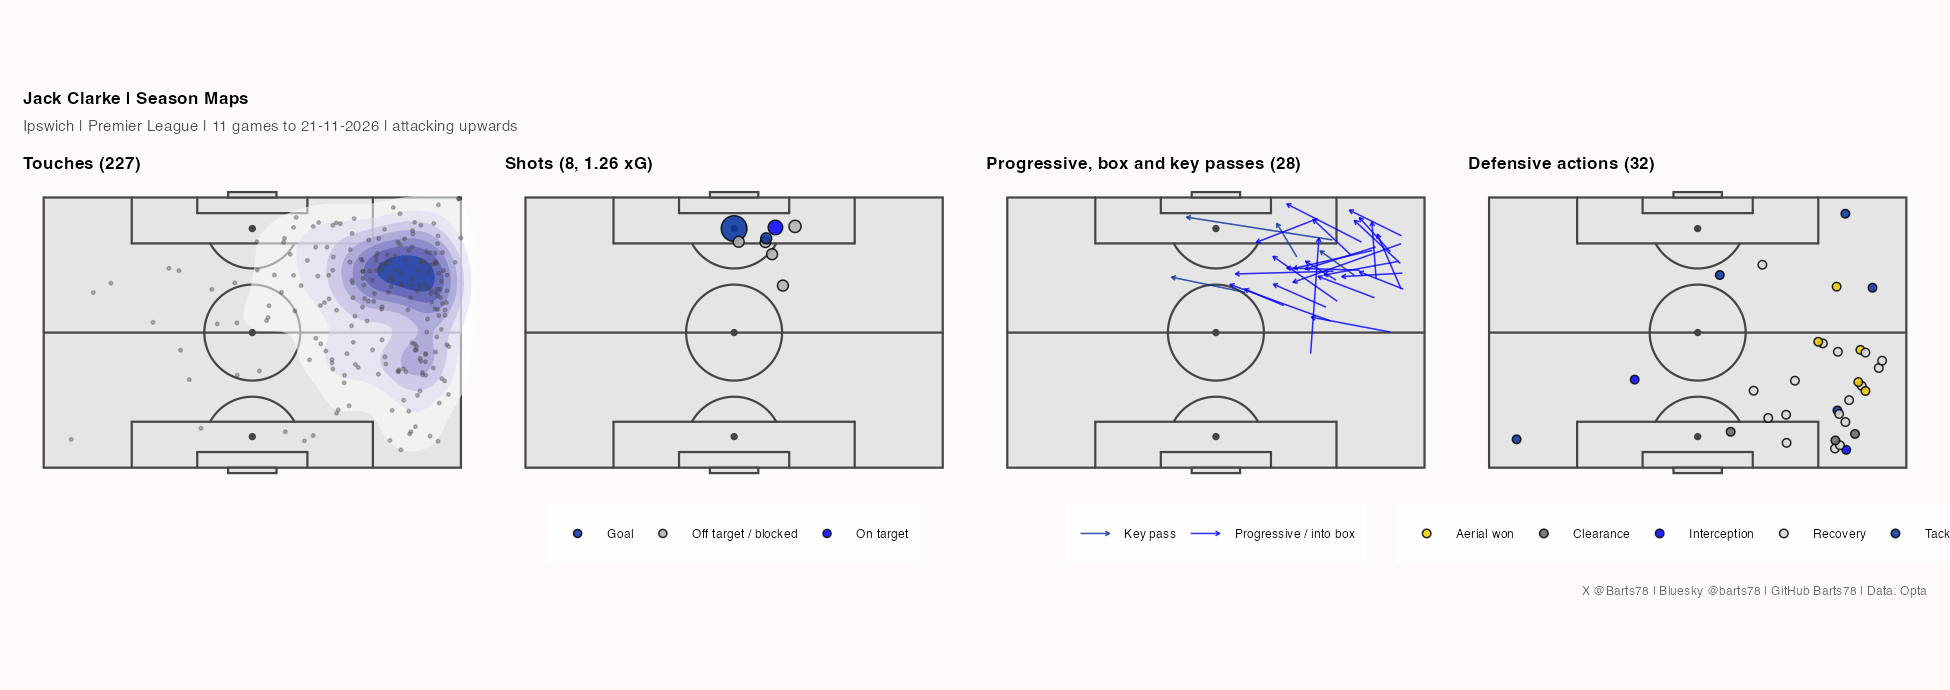 Jack Clarke | Season Maps
Ipswich | Premier League | 11 games to 21-11-2026 | attacking upwards
Touches (227)
Shots (8, 1.26 xG)
Progressive, box and key passes (28)
Defensive actions (32)
Goal
Off target / blocked
On target
Key pass
Progressive / into box
Aerial won
Clearance
Interception
Recovery
Tack
X @Barts78 | Bluesky @barts78 | GitHub Barts78 | Data: Opta